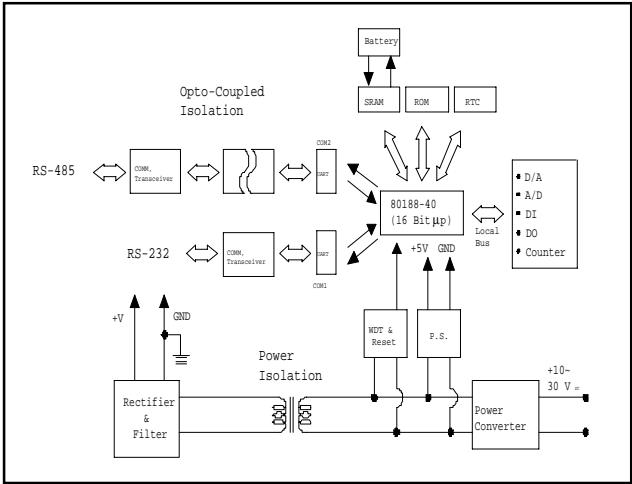 Battery
SRAM
ROM
RTC
Opto-Coupled
Isolation
COM2
RS-485
COMM,
Transceiver
UART
80188-40
(16 Bit μp)
Local
Bus
D/A
A/D
DI
DO
Counter
RS-232
COMM,
Transceiver
UART
COM1
+5V GND
+V
GND
WDT &
Reset
P.S.
Power
Isolation
Rectifier
&
Filter
Power
Converter
+10~
30 V =